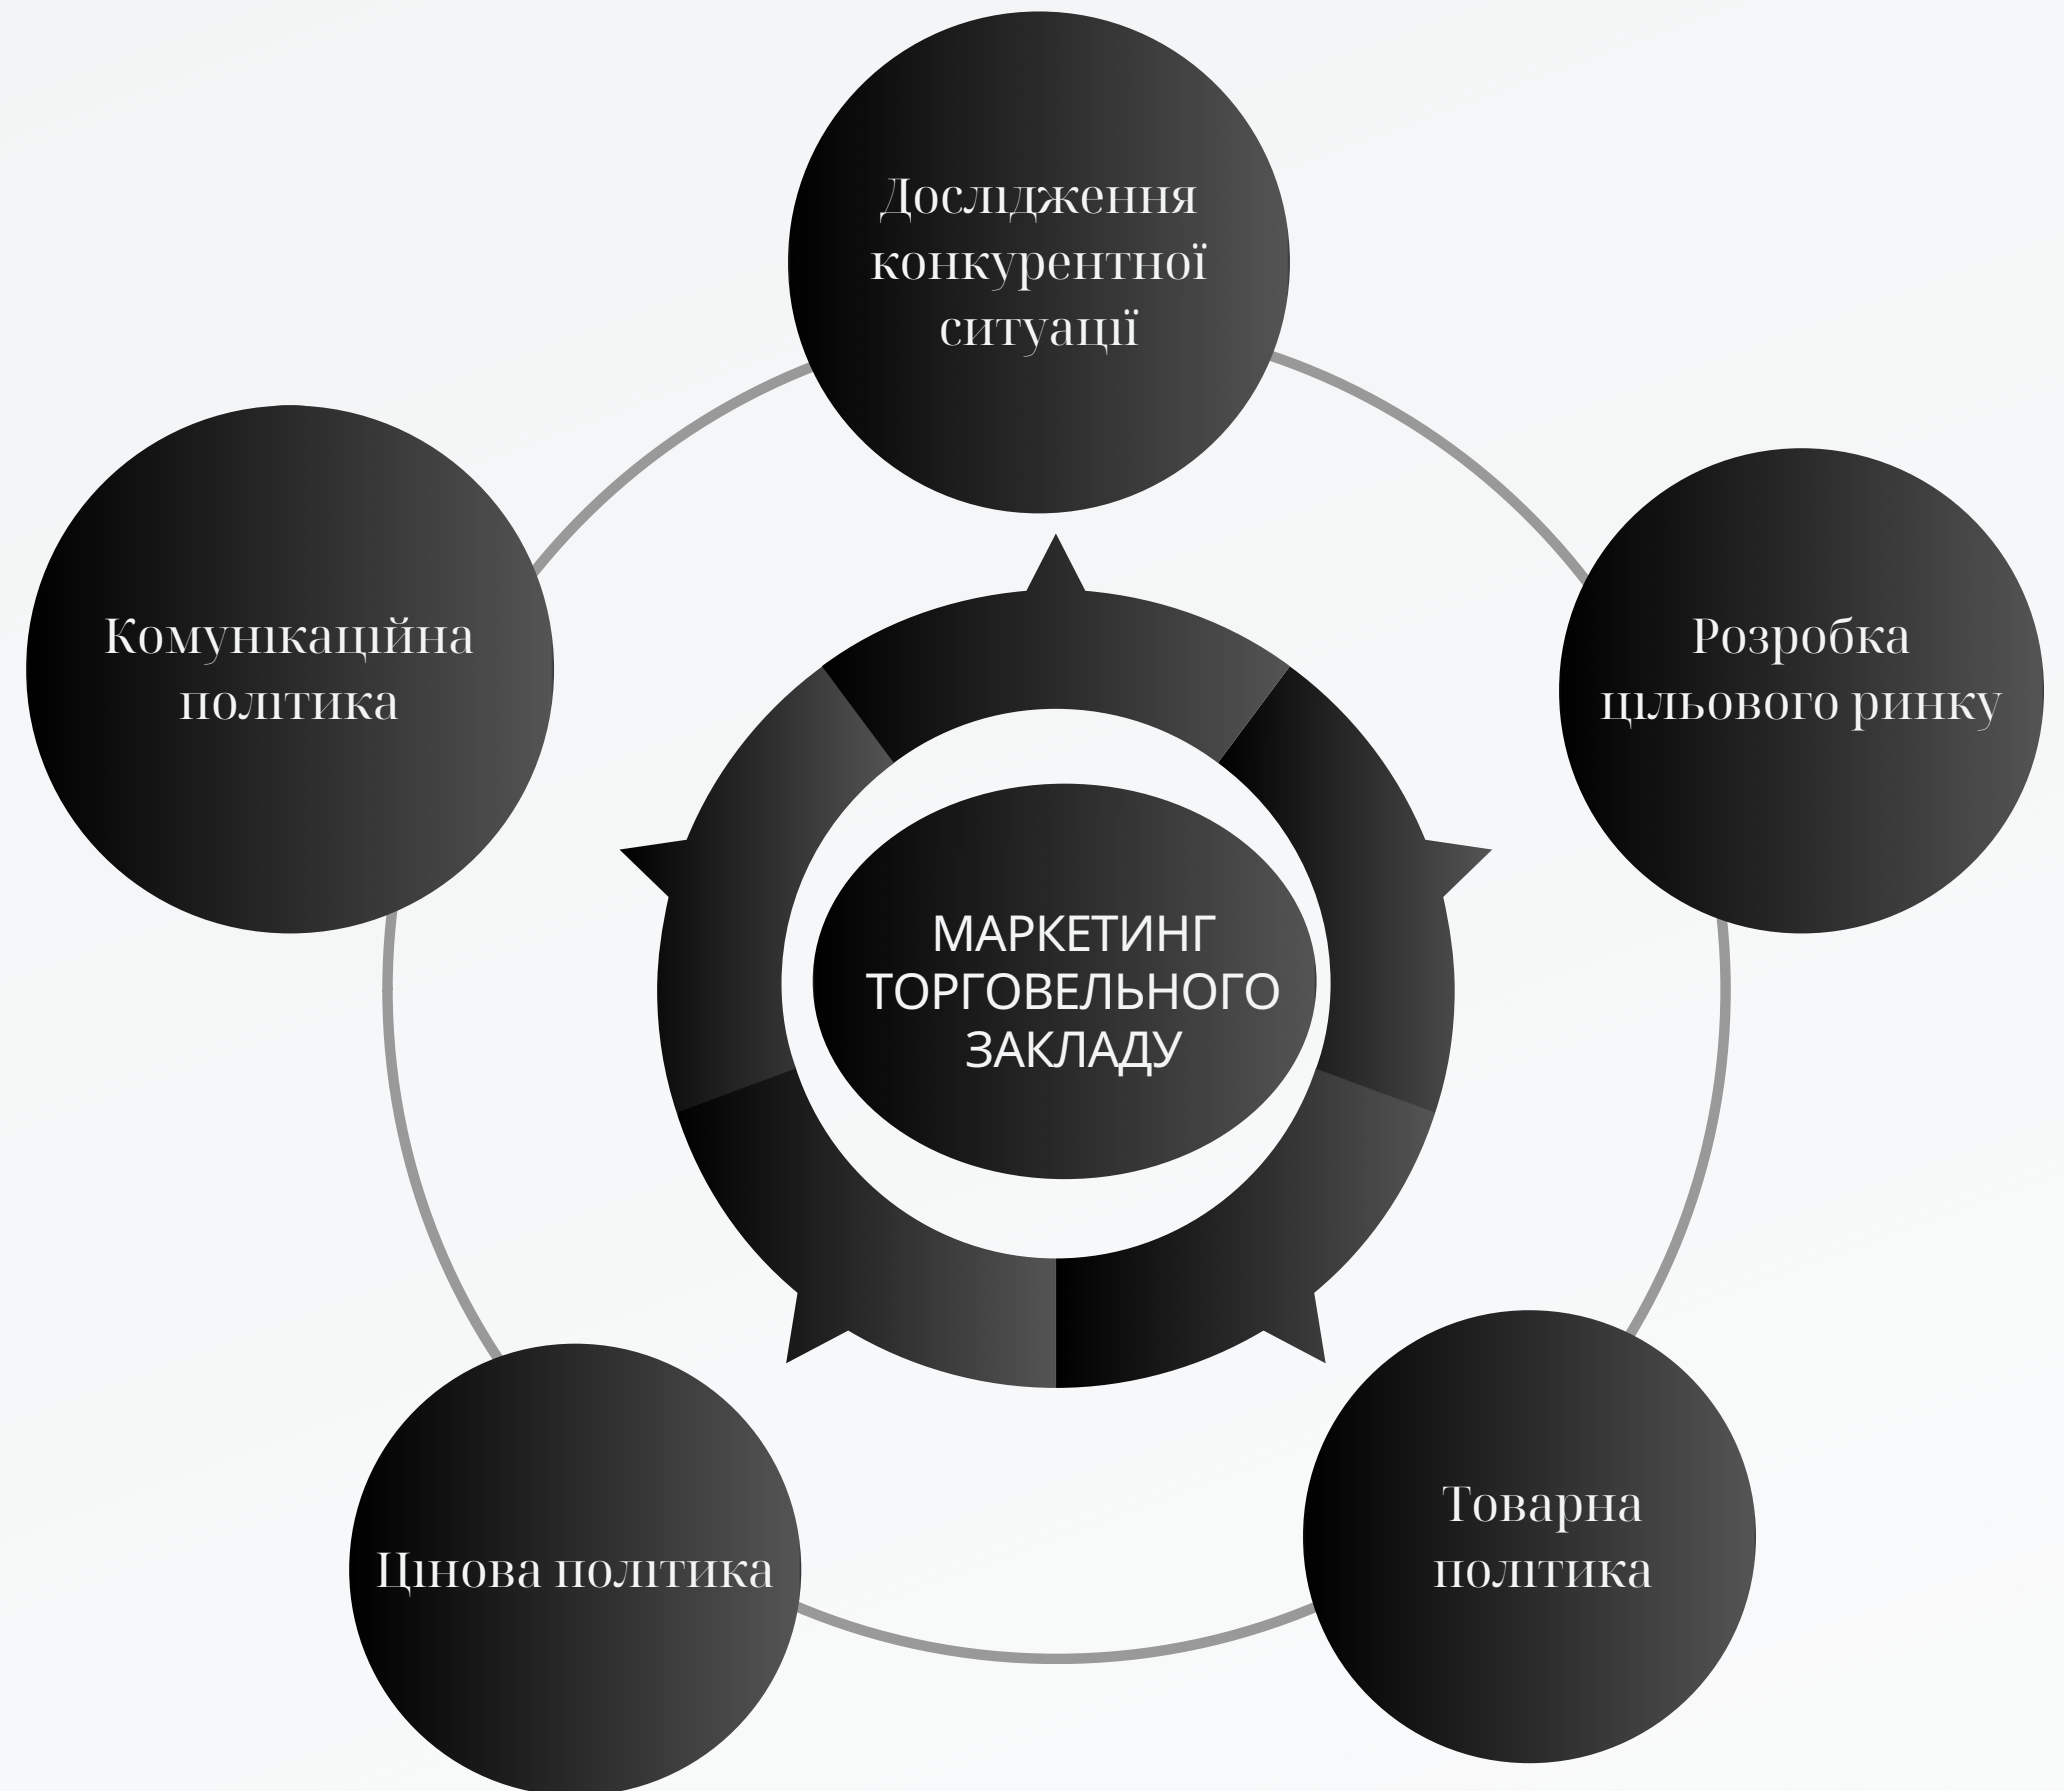 Дослідження
конкурентної
ситуації
Комунікаційна
політика
Розробка
цільового ринку
МАРКЕТИНГ
ТОРГОВЕЛЬНОГО
ЗАКЛАДУ
Цінова політика
Товарна
політика